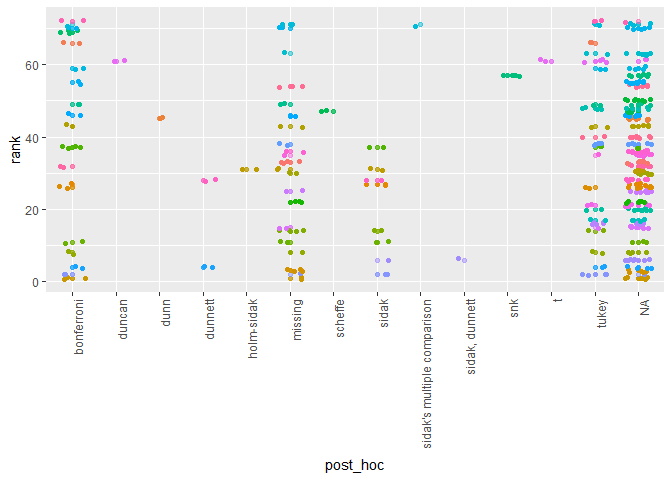 60
40
20
0
rank
bonferroni
duncan
dunn
dunnett
holm-sidak
missing
scheffe
sidak
sidak's multiple comparison
sidak, dunnett
snk
t
tukey
NA
post_hoc